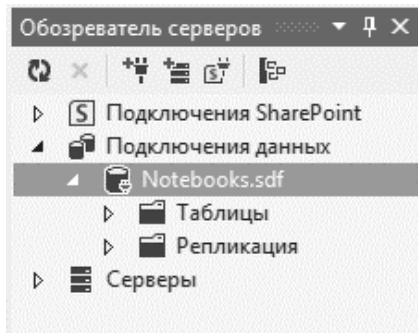 Обозреватель серверов
Подключения SharePoint
Подключения данных
Notebooks.sdf
Таблицы
Репликация
Серверы